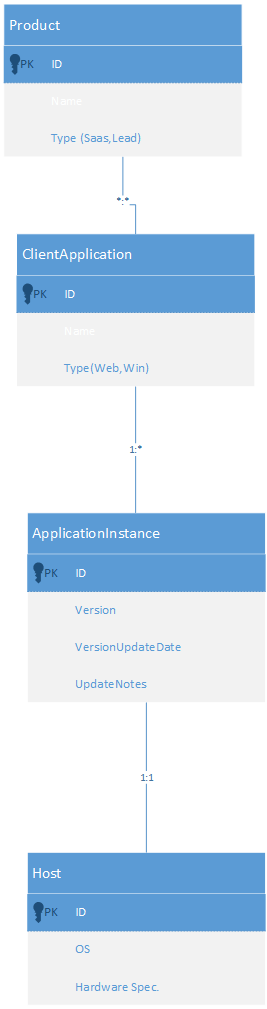 Product
PK ID
Name
Type (Saas,Lead)
*:*
ClientApplication
PK ID
Name
Type(Web,Win)
1:*
ApplicationInstance
PK ID
Version
VersionUpdateDate
UpdateNotes
1:1
Host
PK ID
OS
Hardware Spec.